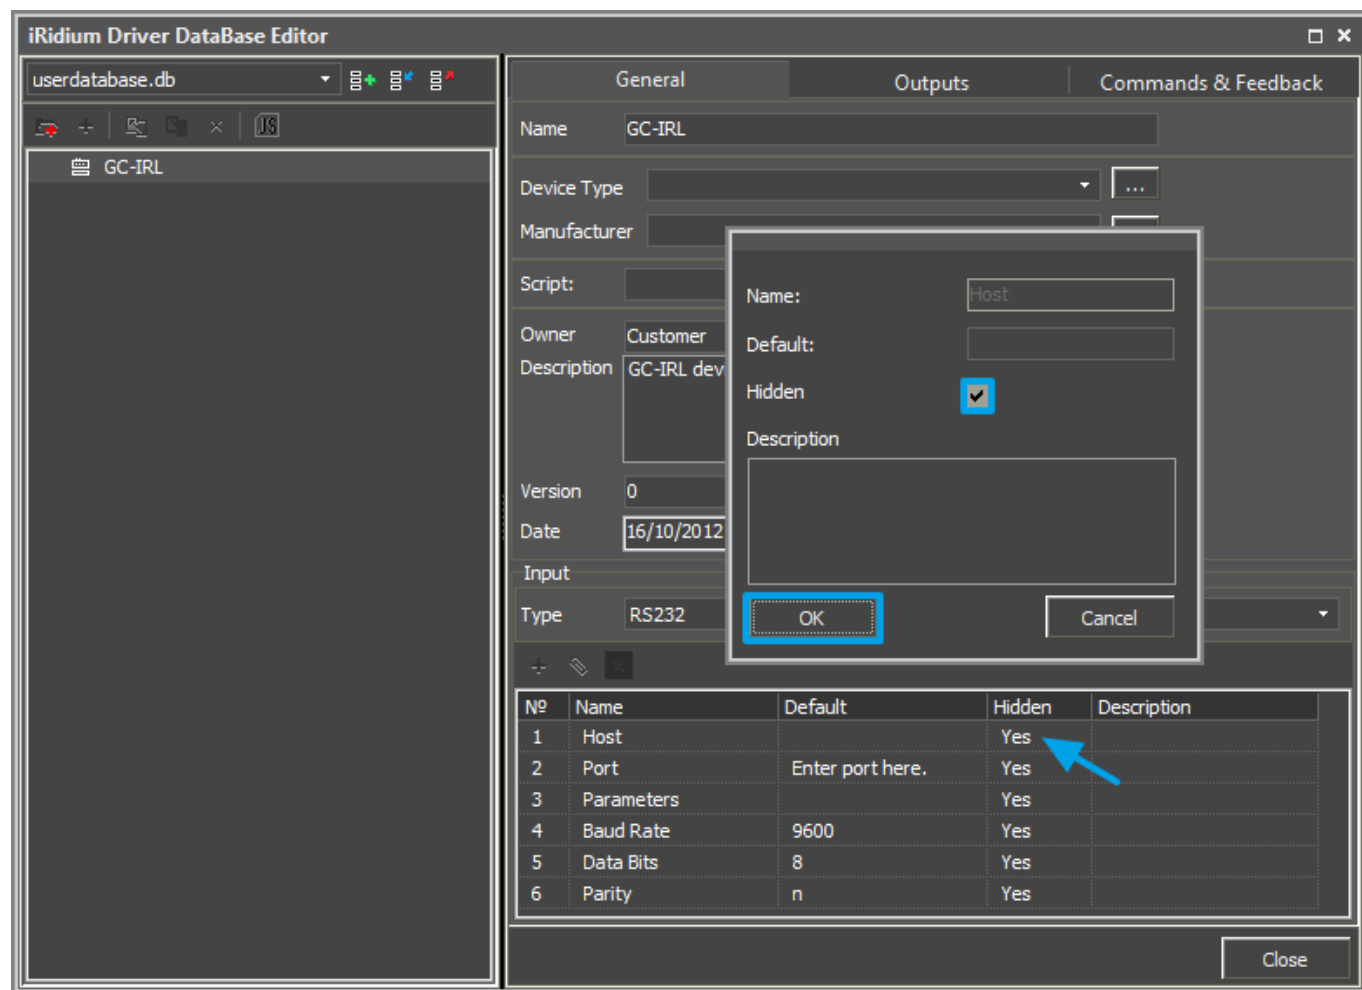 iRidium Driver DataBase Editor
userdatabase.db
JS
GC-IRL
General Outputs Commands & Feedback
Name GC-IRL
Device Type ...
Manufacturer
Script:
Owner Customer
Description GC-IRL dev
Version 0
Date 16/10/2012
Input
Type RS232
Name: Host
Default:
Hidden
Description
OK Cancel
Nº Name Default Hidden Description
1 Host Yes
2 Port Enter port here. Yes
3 Parameters Yes
4 Baud Rate 9600 Yes
5 Data Bits 8 Yes
6 Parity n Yes
Close